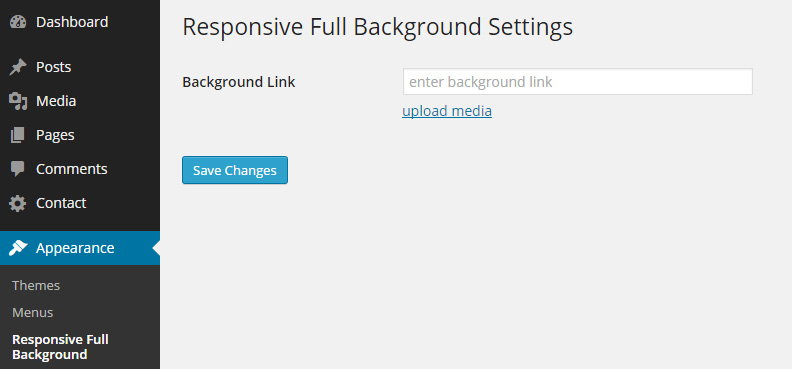 Dashboard
Posts
Media
Pages
Comments
Contact
Appearance
Themes
Menus
Responsive Full
Background
Responsive Full Background Settings
Background Link
enter background link
upload media
Save Changes